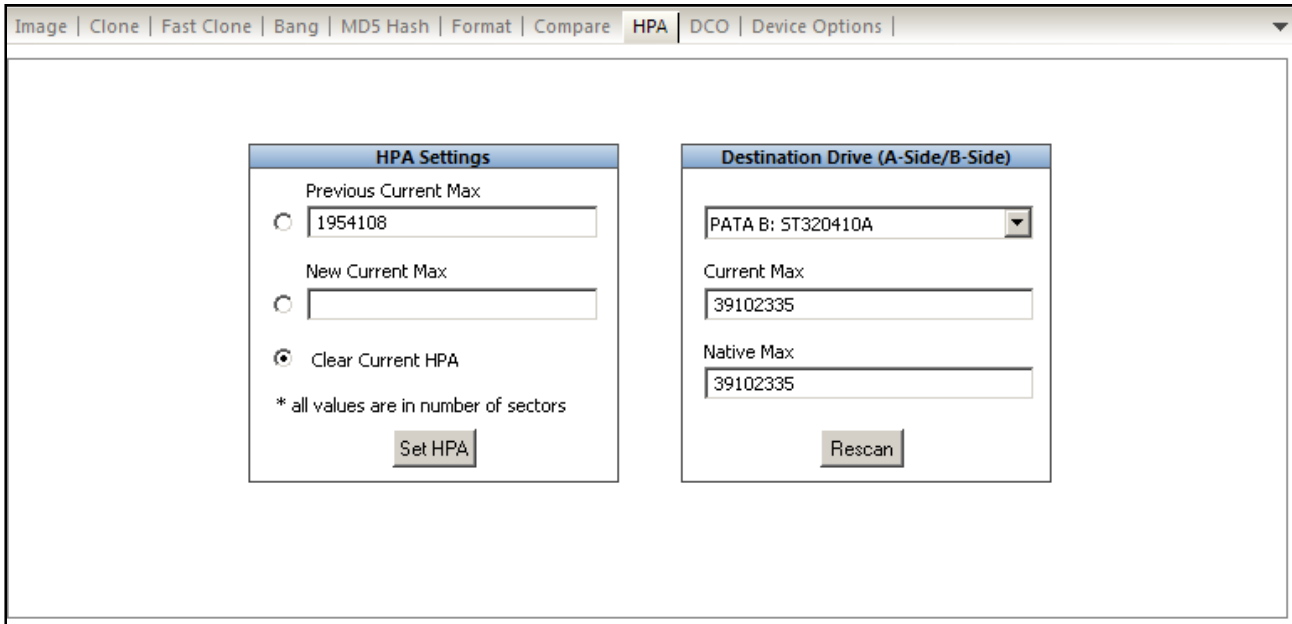 Image | Clone | Fast Clone | Bang | MD5 Hash | Format | Compare HPA | DCO | Device Options |
HPA Settings
Previous Current Max
1954108
New Current Max
Clear Current HPA
* all values are in number of sectors
Set HPA
Destination Drive (A-Side/B-Side)
PATA B: ST320410A
Current Max
39102335
Native Max
39102335
Rescan